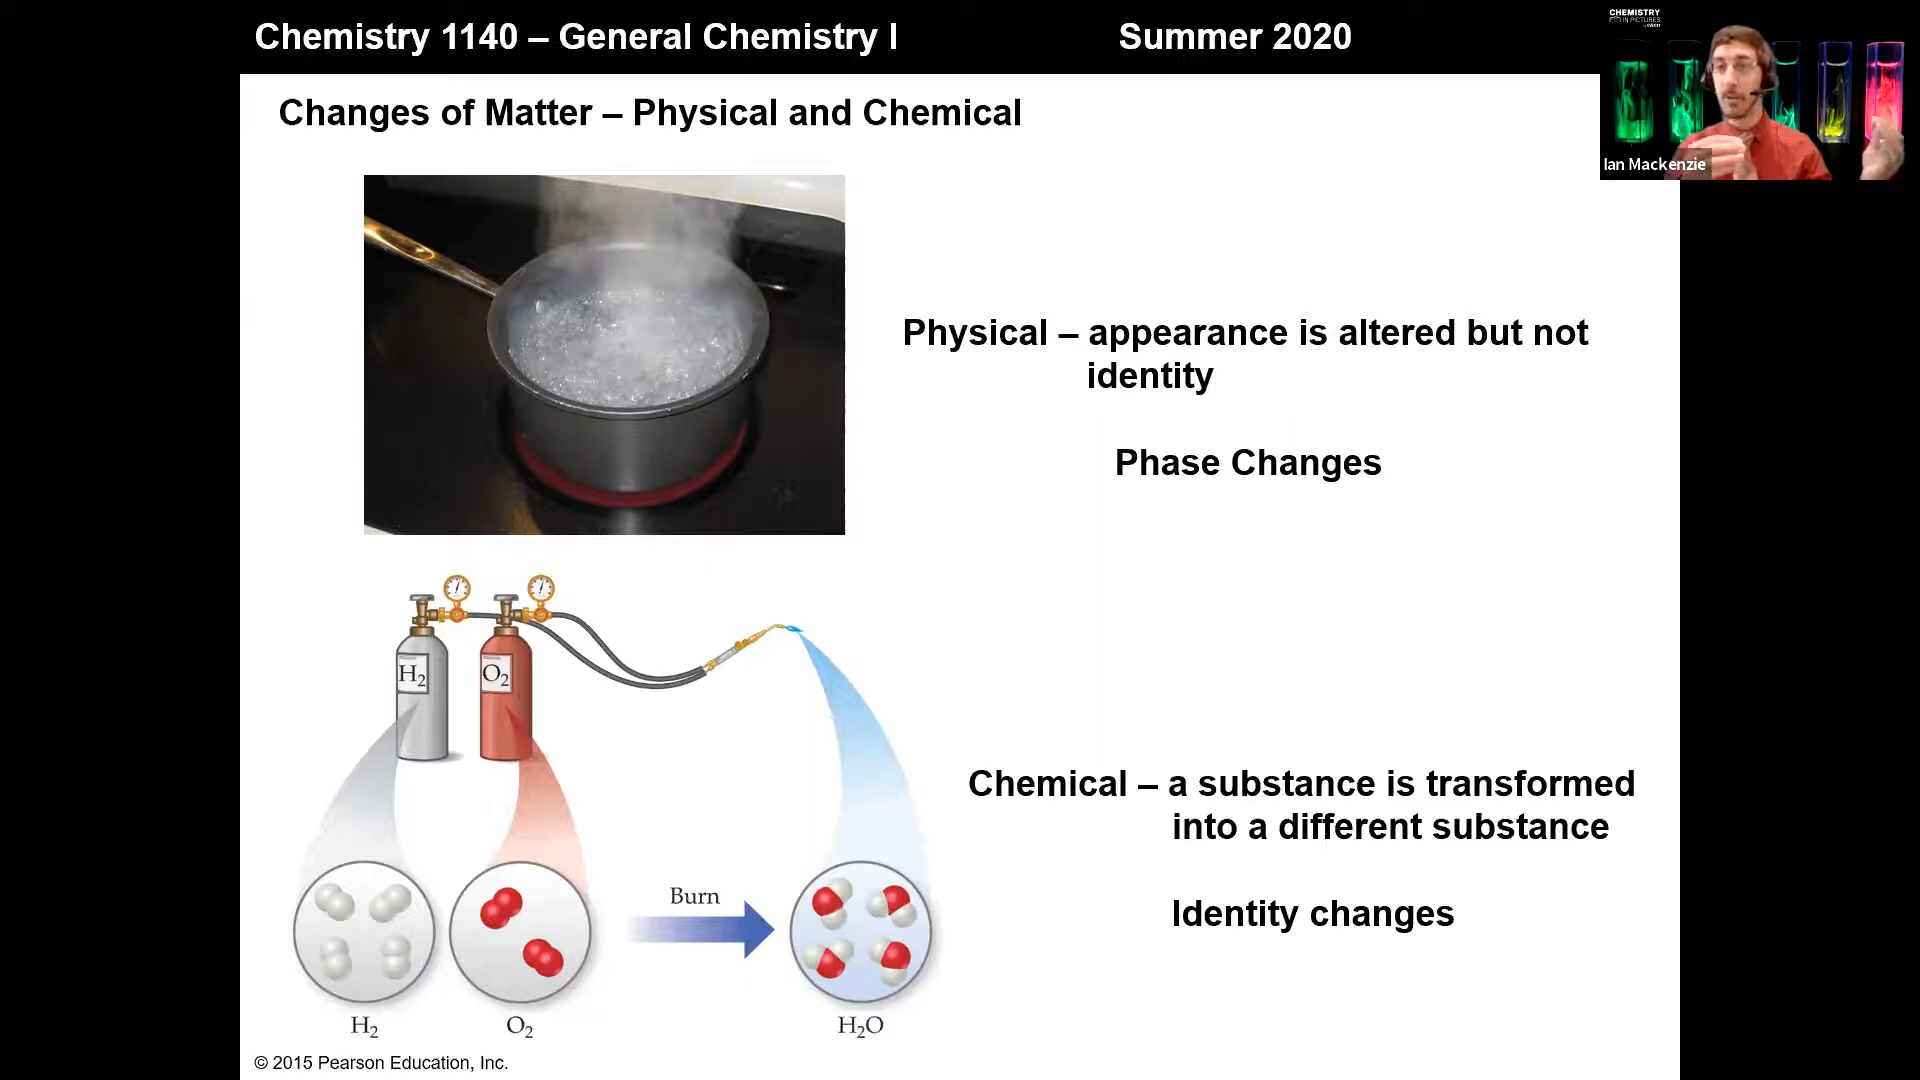 Chemistry 1140 – General Chemistry I
Summer 2020
CHEMISTRY
IN PICTURES
Ian Mackenzie
Changes of Matter – Physical and Chemical
Physical – appearance is altered but not
identity
Phase Changes
H₂
O₂
Chemical – a substance is transformed
into a different substance
Identity changes
Burn
H₂
O₂
H₂O
© 2015 Pearson Education, Inc.